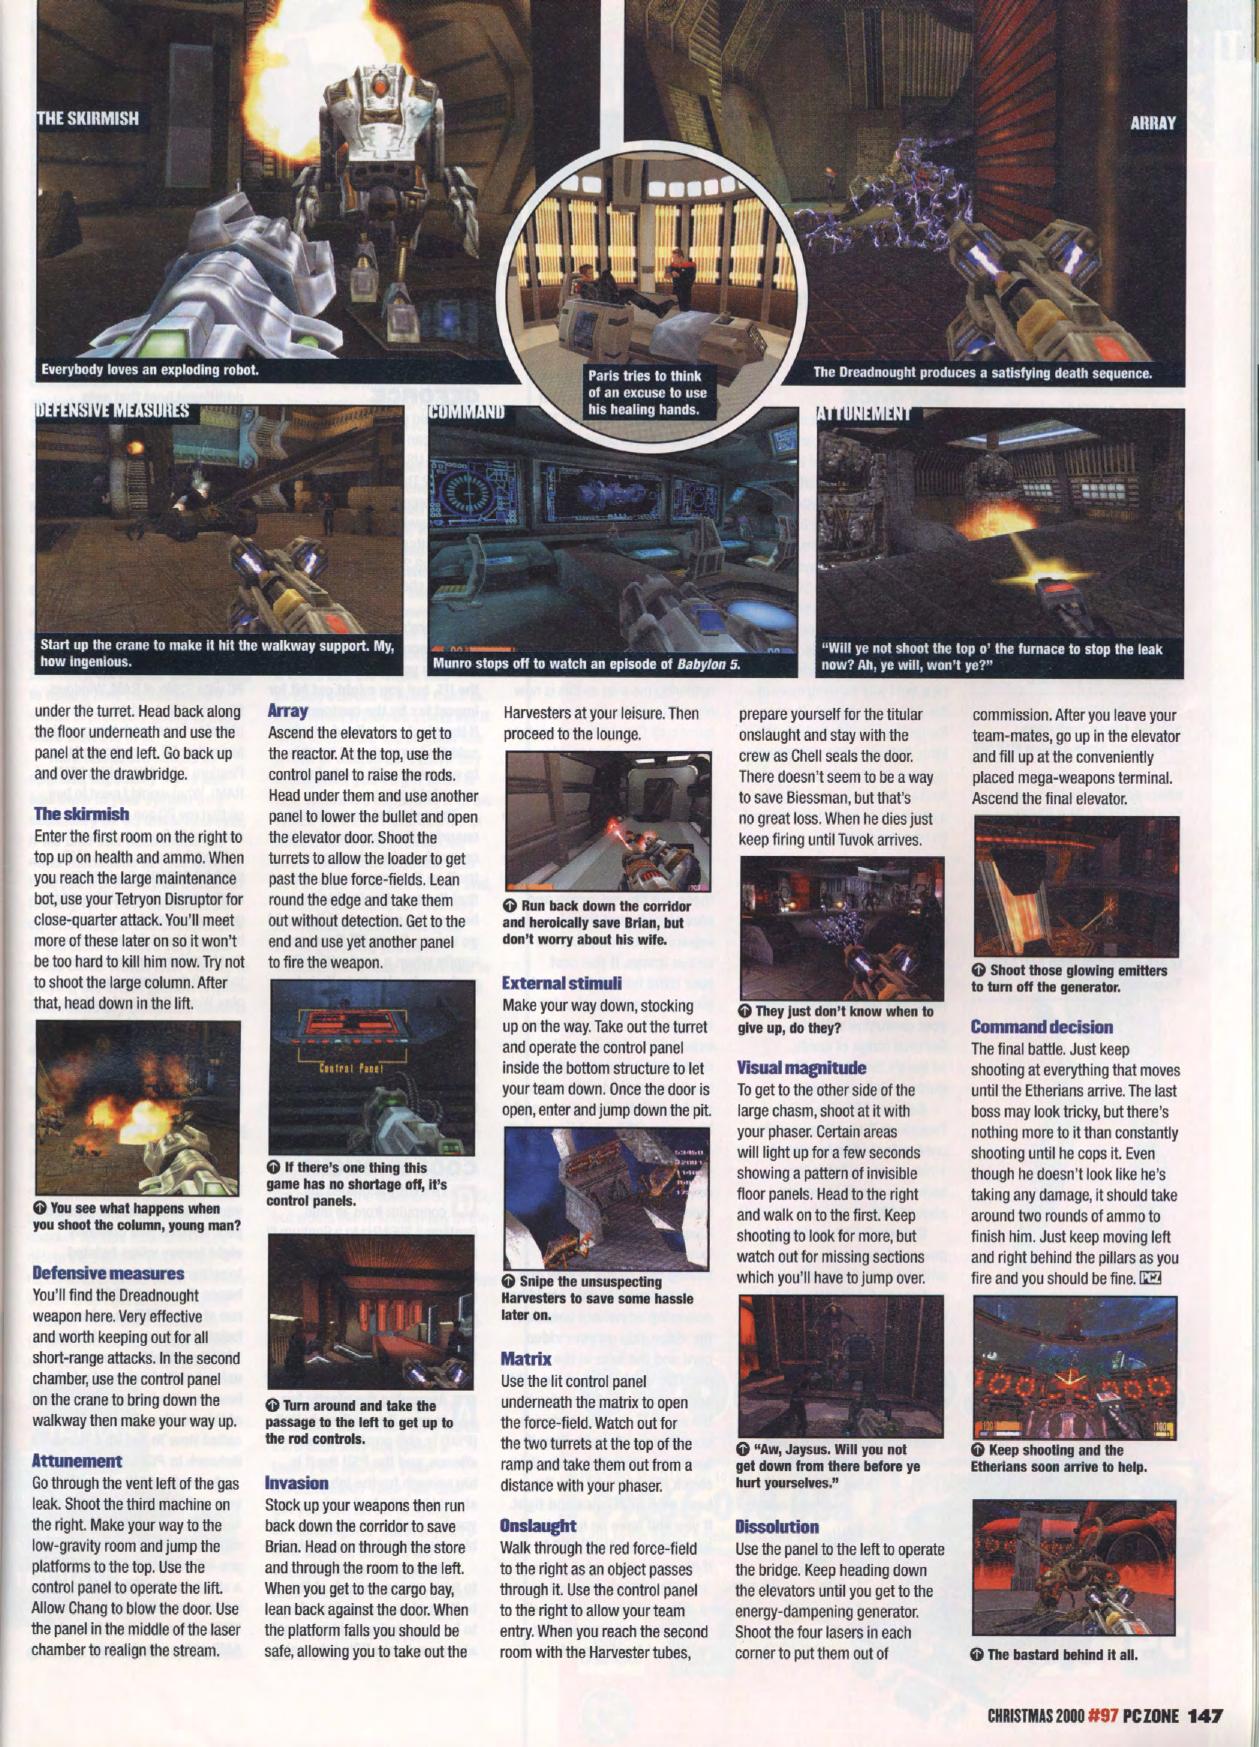 THE SKIRMISH
ARRAY
Everybody loves an exploding robot.
Paris tries to think
of an excuse to use
his healing hands.
The Dreadnought produces a satisfying death sequence.
DEFENSIVE MEASURES
COMMAND
ATTUNEMENT
Start up the crane to make it hit the walkway support. My,
how ingenious.
Munro stops off to watch an episode of Babylon 5.
"Will ye not shoot the top o' the furnace to stop the leak
now? Ah, ye will, won't ye?"
under the turret. Head back along
the floor underneath and use the
panel at the end left. Go back up
and over the drawbridge.
The skirmish
Enter the first room on the right to
top up on health and ammo. When
you reach the large maintenance
bot, use your Tetryon Disruptor for
close-quarter attack. You'll meet
more of these later on so it won't
be too hard to kill him now. Try not
to shoot the large column. After
that, head down in the lift.
You see what happens when
you shoot the column, young man?
Defensive measures
You'll find the Dreadnought
weapon here. Very effective
and worth keeping out for all
short-range attacks. In the second
chamber, use the control panel
on the crane to bring down the
walkway then make your way up.
Attunement
Go through the vent left of the gas
leak. Shoot the third machine on
the right. Make your way to the
low-gravity room and jump the
platforms to the top. Use the
control panel to operate the lift.
Allow Chang to blow the door. Use
the panel in the middle of the laser
chamber to realign the stream.
Array
Ascend the elevators to get to
the reactor. At the top, use the
control panel to raise the rods.
Head under them and use another
panel to lower the bullet and open
the elevator door. Shoot the
turrets to allow the loader to get
past the blue force-fields. Lean
round the edge and take them
out without detection. Get to the
end and use yet another panel
to fire the weapon.
Control Panel
If there's one thing this
game has no shortage off, it's
control panels.
Turn around and take the
passage to the left to get up to
the rod controls.
Invasion
Stock up your weapons then run
back down the corridor to save
Brian. Head on through the store
and through the room to the left.
When you get to the cargo bay,
lean back against the door. When
the platform falls you should be
safe, allowing you to take out the
Harvesters at your leisure. Then
proceed to the lounge.
Run back down the corridor
and heroically save Brian, but
don't worry about his wife.
External stimuli
Make your way down, stocking
up on the way. Take out the turret
and operate the control panel
inside the bottom structure to let
your team down. Once the door is
open, enter and jump down the pit.
Snipe the unsuspecting
Harvesters to save some hassle
later on.
Matrix
Use the lit control panel
underneath the matrix to open
the force-field. Watch out for
the two turrets at the top of the
ramp and take them out from a
distance with your phaser.
Onslaught
Walk through the red force-field
to the right as an object passes
through it. Use the control panel
to the right to allow your team
entry. When you reach the second
room with the Harvester tubes,
prepare yourself for the titular
onslaught and stay with the
crew as Chell seals the door.
There doesn't seem to be a way
to save Biessman, but that's
no great loss. When he dies just
keep firing until Tuvok arrives.
They just don't know when to
give up, do they?
Visual magnitude
To get to the other side of the
large chasm, shoot at it with
your phaser. Certain areas
will light up for a few seconds
showing a pattern of invisible
floor panels. Head to the right
and walk on to the first. Keep
shooting to look for more, but
watch out for missing sections
which you'll have to jump over.
"Aw, Jaysus. Will you not
get down from there before ye
hurt yourselves."
Dissolution
Use the panel to the left to operate
the bridge. Keep heading down
the elevators until you get to the
energy-dampening generator.
Shoot the four lasers in each
corner to put them out of
commission. After you leave your
team-mates, go up in the elevator
and fill up at the conveniently
placed mega-weapons terminal.
Ascend the final elevator.
Shoot those glowing emitters
to turn off the generator.
Command decision
The final battle. Just keep
shooting at everything that moves
until the Etherians arrive. The last
boss may look tricky, but there's
nothing more to it than constantly
shooting until he cops it. Even
though he doesn't look like he's
taking any damage, it should take
around two rounds of ammo to
finish him. Just keep moving left
and right behind the pillars as you
fire and you should be fine. PCZ
Keep shooting and the
Etherians soon arrive to help.
The bastard behind it all.
CHRISTMAS 2000 #97 PC ZONE 147